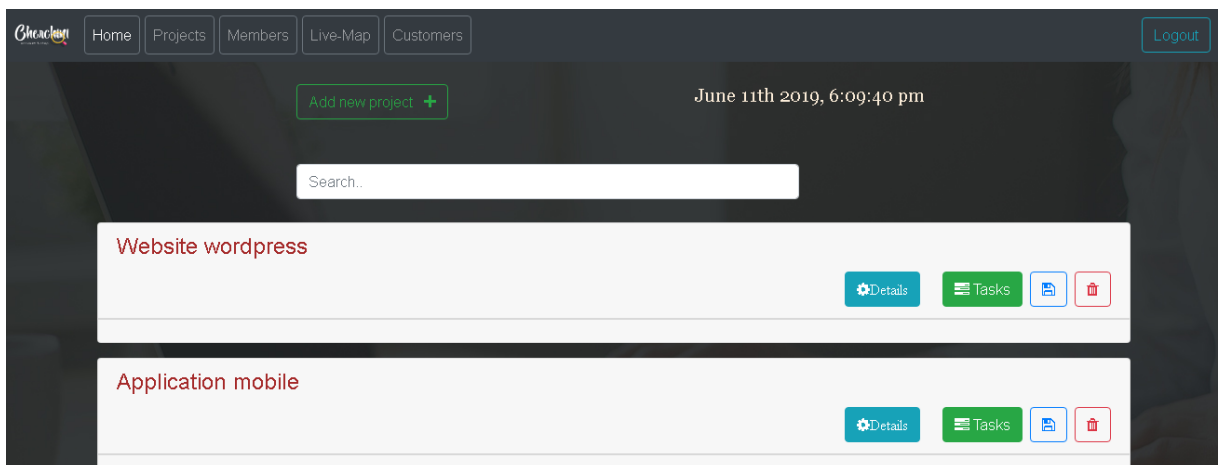 Home Projects Members Live-Map Customers Logout
Add new project +
June 11th 2019, 6:09:40 pm
Search..
Website wordpress
Details Tasks
Application mobile
Details Tasks